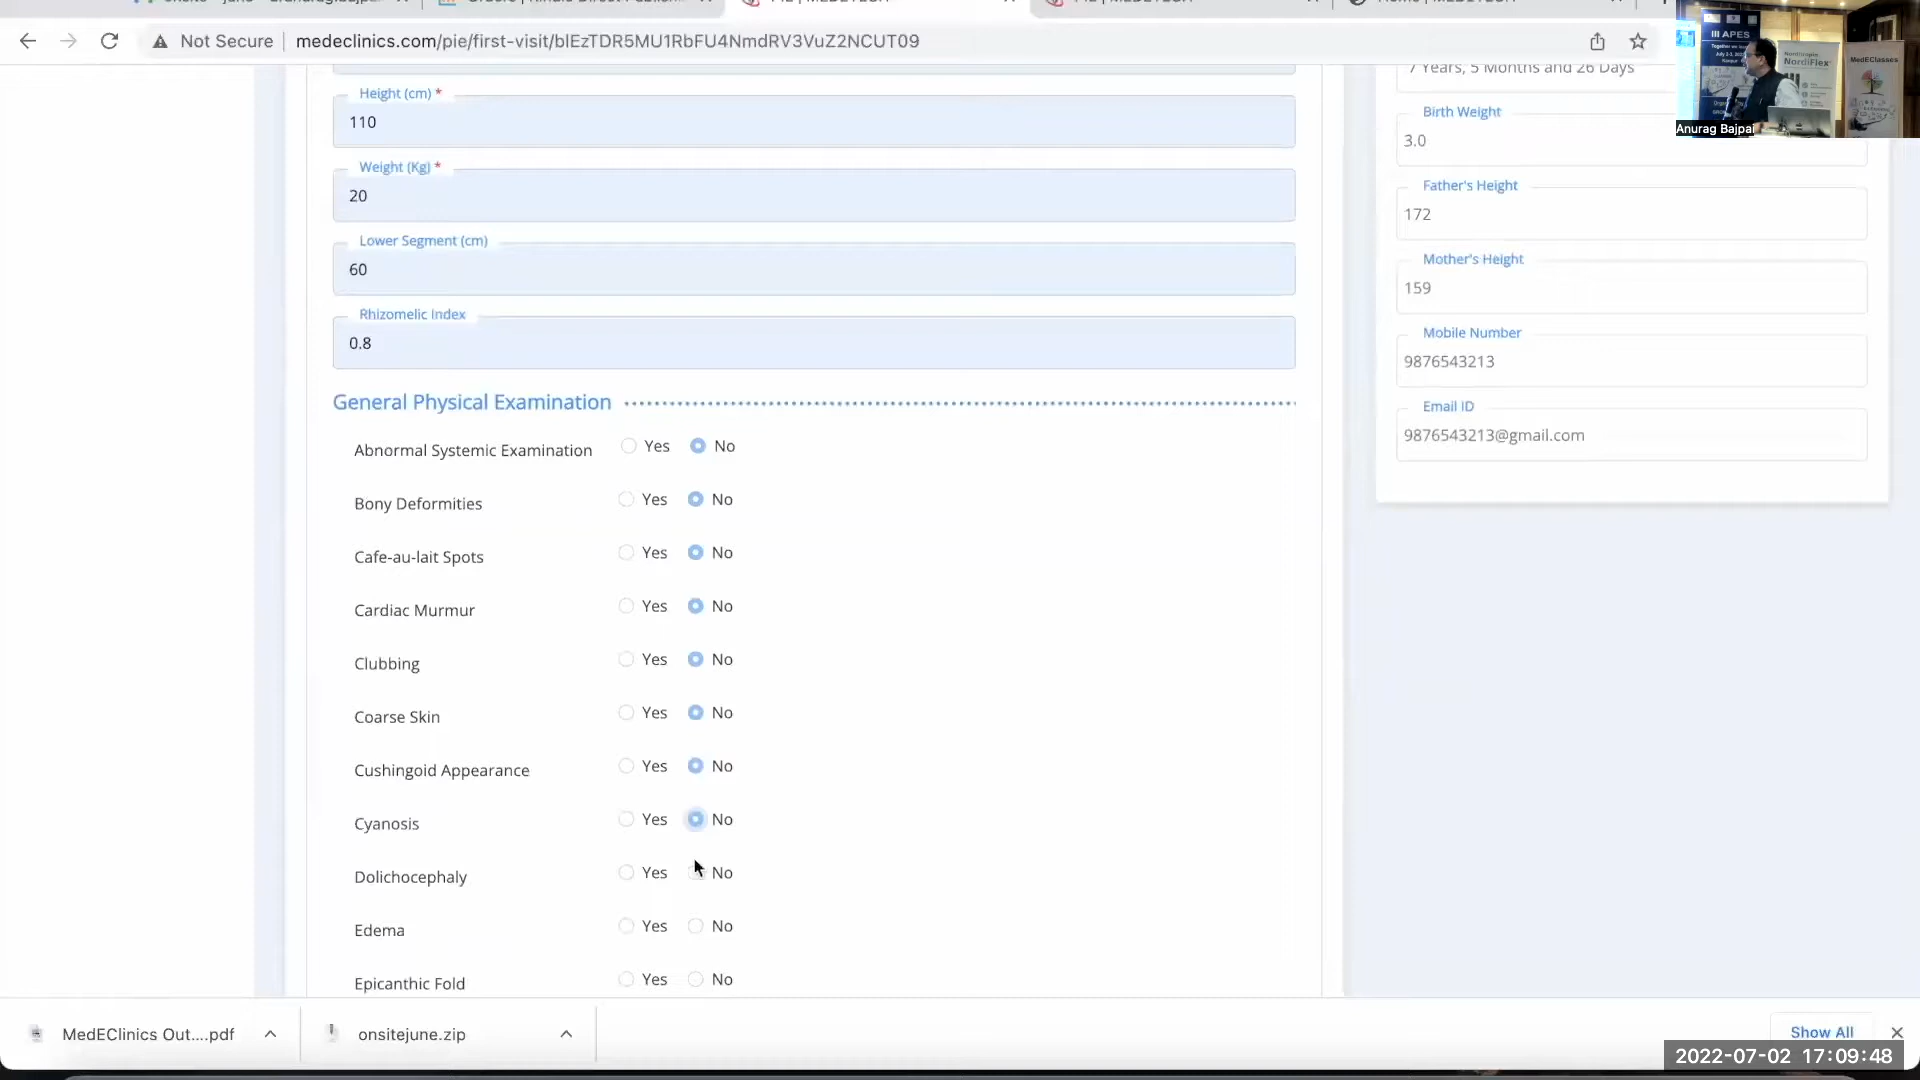 Not Secure
medeclinics.com/pie/first-visit/blEzTDR5MU1RbFU4NmdRV3VuZ2NCUT09
Height (cm) *
110
Weight (Kg) *
20
Lower Segment (cm)
60
Rhizomelic Index
0.8
General Physical Examination
Abnormal Systemic Examination Yes No
Bony Deformities Yes No
Cafe-au-lait Spots Yes No
Cardiac Murmur Yes No
Clubbing Yes No
Coarse Skin Yes No
Cushingoid Appearance Yes No
Cyanosis Yes No
Dolichocephaly Yes No
Edema Yes No
Epicanthic Fold Yes No
7 Years, 5 Months and 26 Days
Birth Weight
3.0
Father's Height
172
Mother's Height
159
Mobile Number
9876543213
Email ID
9876543213@gmail.com
III APES
NordiFlex
MedEClasses
Anurag Bajpai
MedEClinics Out....pdf
onsitejune.zip
Show All
2022-07-02 17:09:48